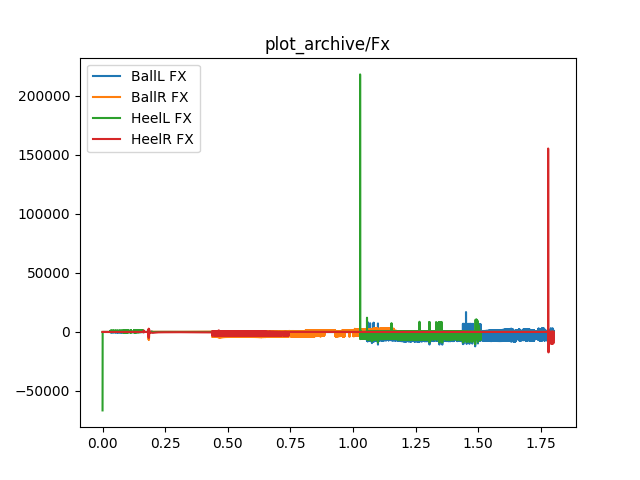 plot_archive/Fx
BallL FX
BallR FX
HeelL FX
HeelR FX
200000
150000
100000
50000
0
−50000
0.00 0.25 0.50 0.75 1.00 1.25 1.50 1.75